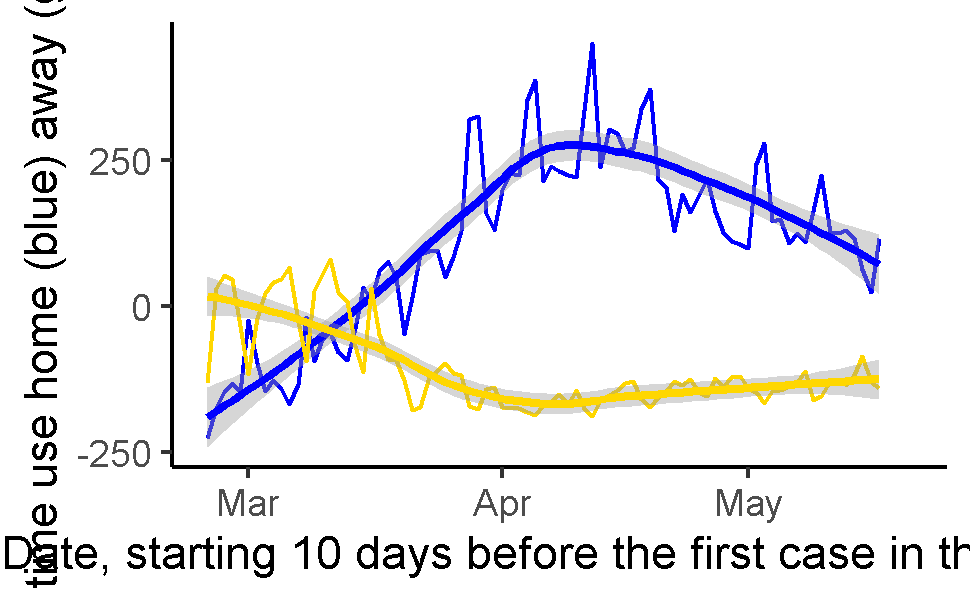 time use home (blue) away (
250
0
-250
Mar Apr May
Date, starting 10 days before the first case in th